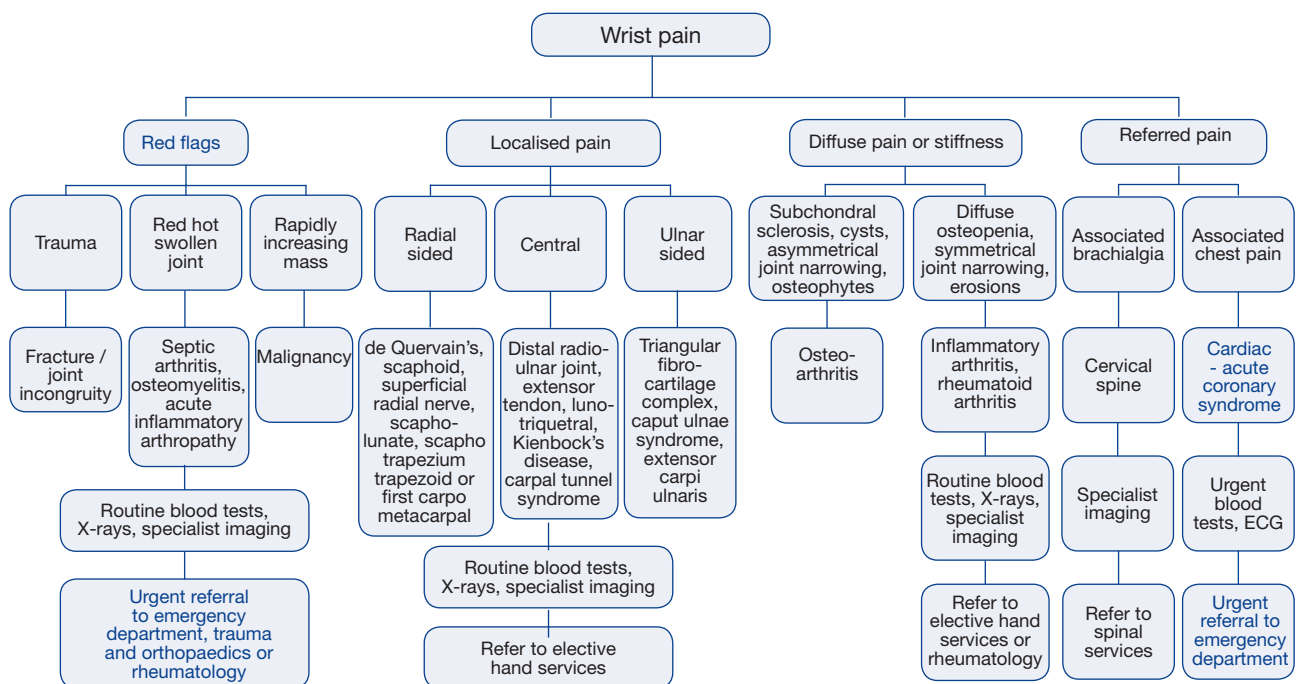 Wrist pain
Red flags
Localised pain
Diffuse pain or stiffness
Referred pain
Trauma
Red hot
swollen
joint
Rapidly
increasing
mass
Radial
sided
Central
Ulnar
sided
Subchondral
sclerosis, cysts,
asymmetrical
joint narrowing,
osteophytes
Diffuse
osteopenia,
symmetrical
joint narrowing,
erosions
Associated
brachialgia
Associated
chest pain
Fracture /
joint
incongruity
Septic
arthritis,
osteomyelitis,
acute
inflammatory
arthropathy
Malignancy
de Quervain’s,
scaphoid,
superficial
radial nerve,
scapho-
lunate, scapho
trapezium
trapezoid or
first carpo
metacarpal
Distal radio-
ulnar joint,
extensor
tendon, luno-
triquetral,
Kienbock’s
disease,
carpal tunnel
syndrome
Triangular
fibro-
cartilage
complex,
caput ulnae
syndrome,
extensor
carpi
ulnaris
Osteo-
arthritis
Inflammatory
arthritis,
rheumatoid
arthritis
Cervical
spine
Cardiac
- acute
coronary
syndrome
Routine blood tests,
X-rays, specialist imaging
Routine blood tests,
X-rays, specialist imaging
Routine blood
tests, X-rays,
specialist
imaging
Specialist
imaging
Urgent
blood
tests, ECG
Urgent referral
to emergency
department, trauma
and orthopaedics or
rheumatology
Refer to elective
hand services
Refer to
elective hand
services or
rheumatology
Refer to
spinal
services
Urgent
referral to
emergency
department